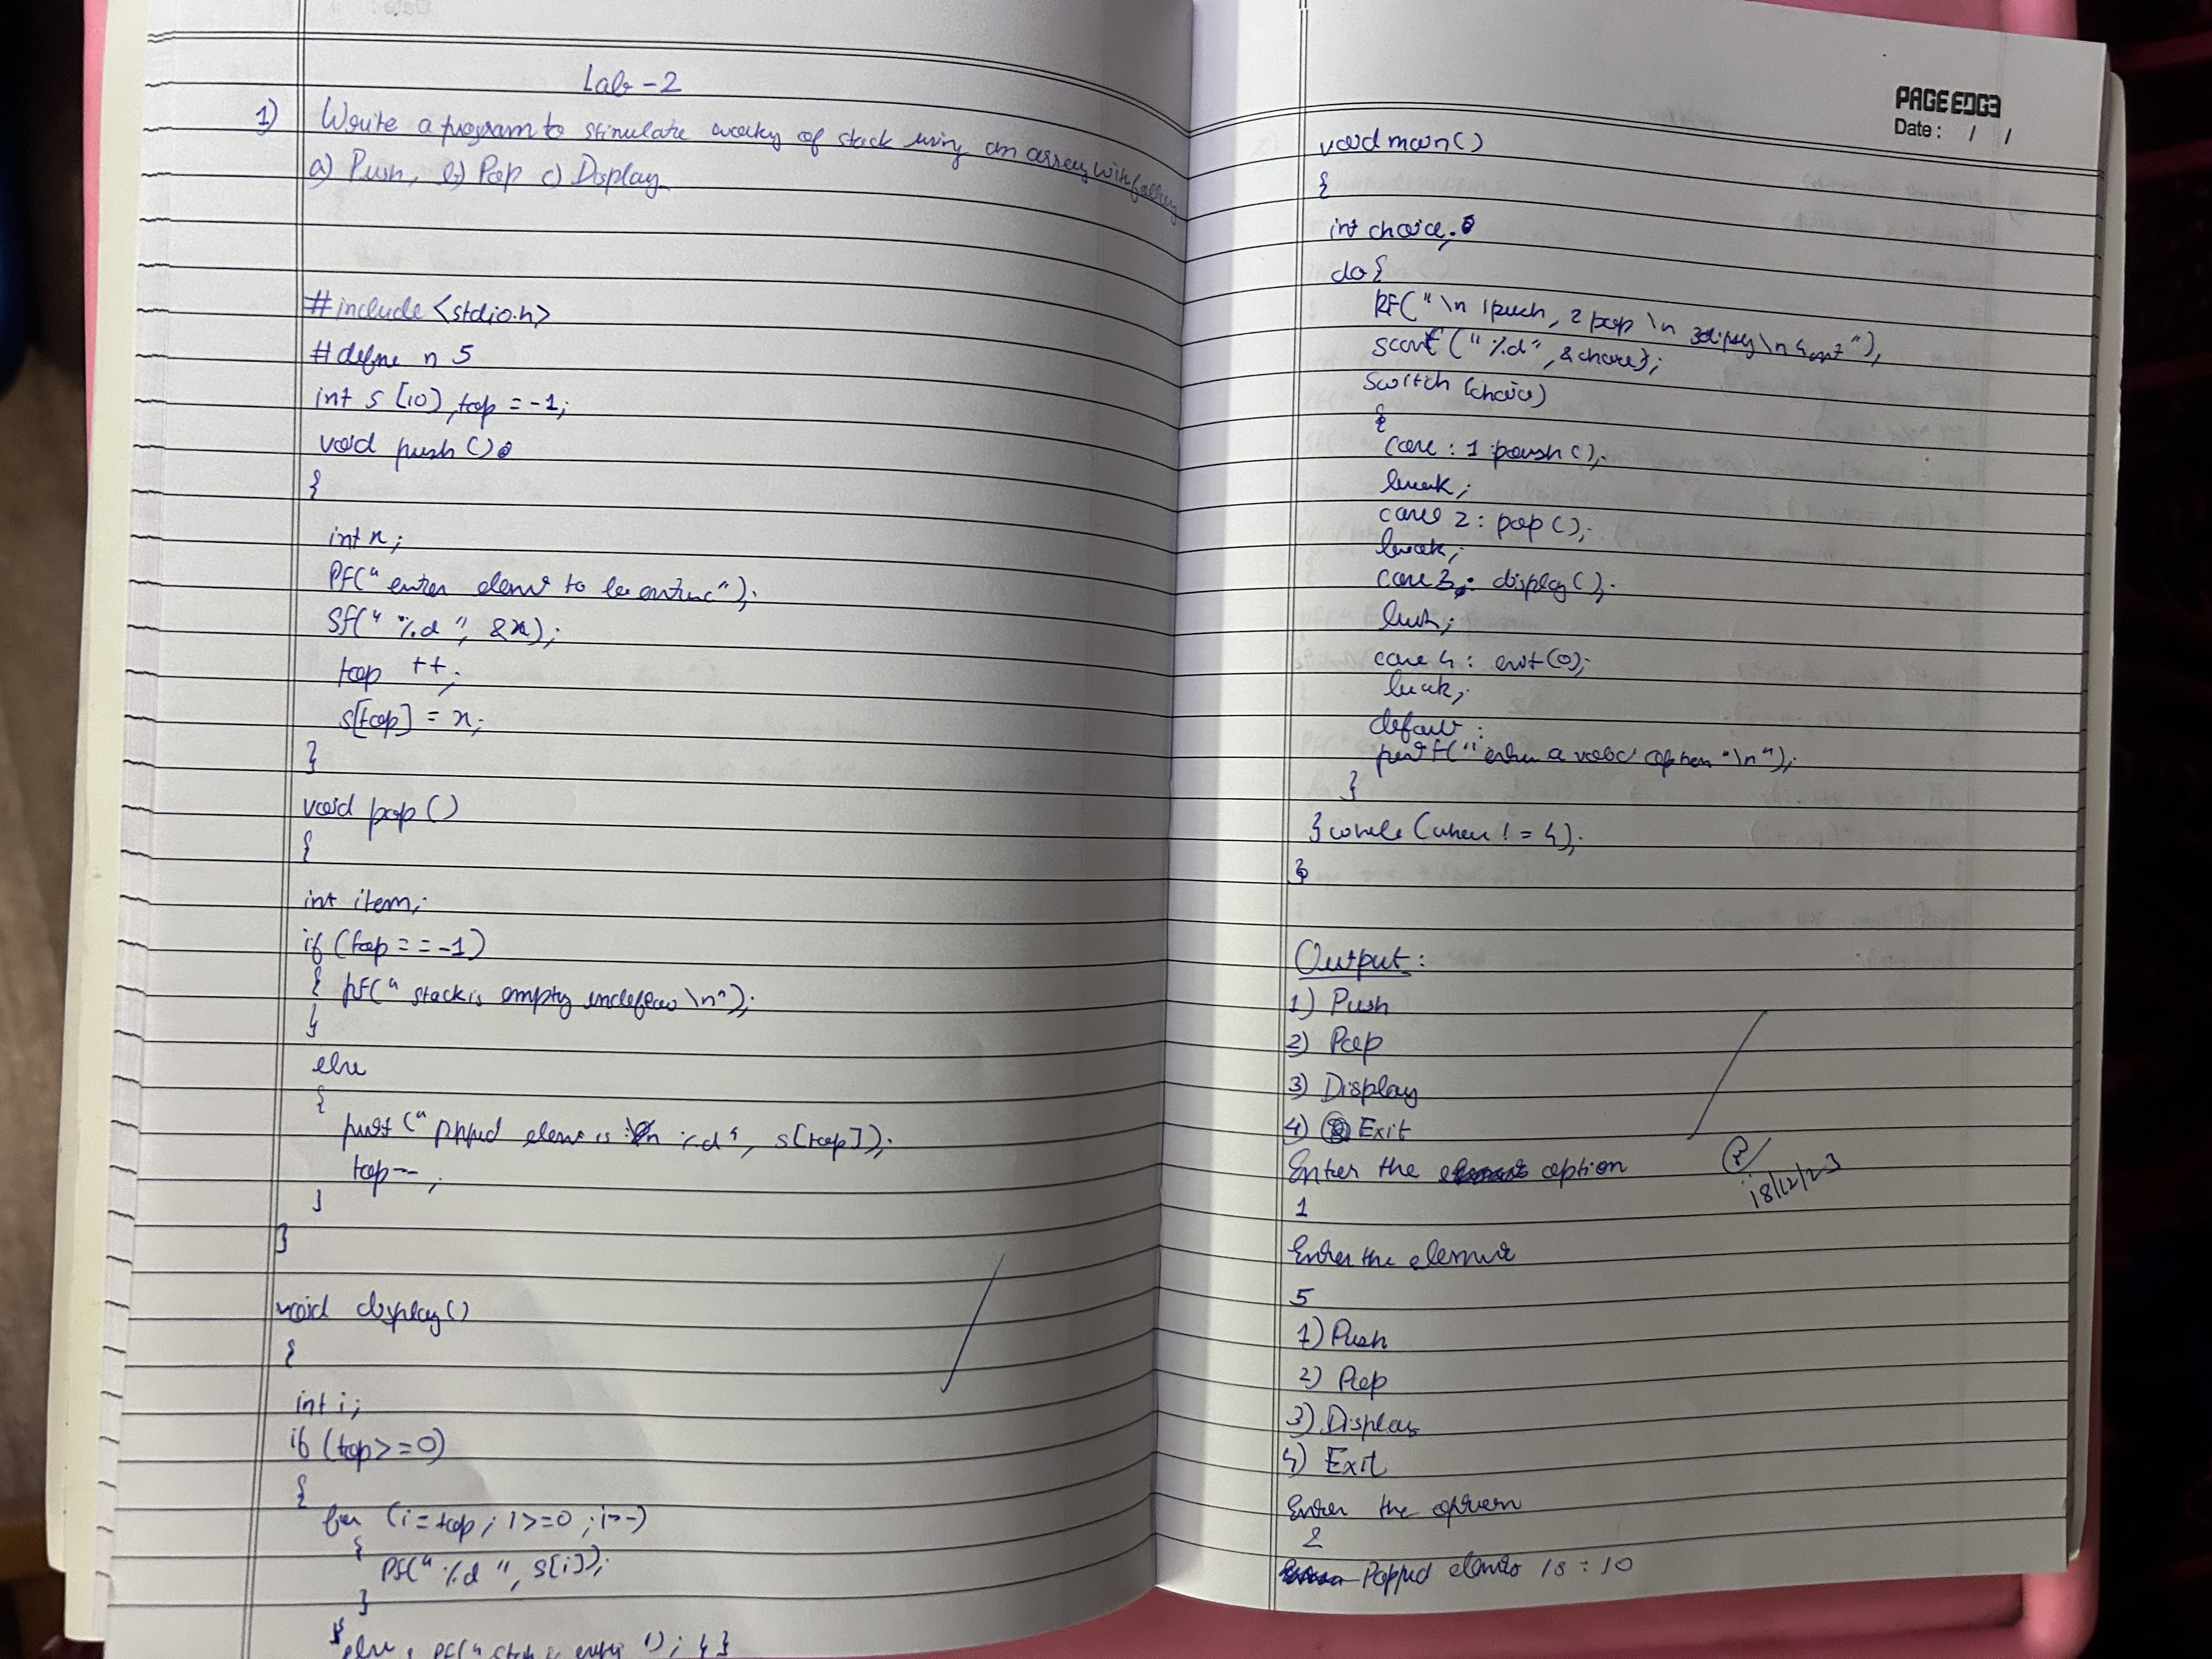 Lab - 2
1) Write a program to stimulate working of stack using an array with
a) Push, b) Pop c) Display.
#include <stdio.h>
#define n 5
int s [10], top = -1;
void push ()
{
int x;
PF(" enter element to be entered");
SF(" %d", &x);
top ++;
s[top] = x;
}
void pop ()
{
int item;
if (top == -1)
{ PF(" stack is empty underflow \n");
}
else
{
printf (" popped element is : %d", s[top]);
top--;
}
}
void display()
{
int i;
if (top >= 0)
{
for (i = top; i >= 0; i--)
{
PF(" %d ", s[i]);
}
} else { PF(" stack is empty "); } }
PAGE EDGE
Date : / /
void main ()
{
int choice;
do {
PF(" \n 1push, 2pop \n 3display \n 4 exit ");
scanf (" %d", &choice);
switch (choice)
{
case : 1 push ();
break;
case 2 : pop ();
break;
case 3 : display ();
break;
case 4 : exit (0);
break;
default :
printf (" enter a valid option " \n ");
}
} while (choice != 4);
}
Output :
1) Push
2) Pop
3) Display
4) Exit
Enter the option
1
Enter the element
5
1) Push
2) Pop
3) Display
4) Exit
Enter the option
2
Popped element is : 10
18/12/23